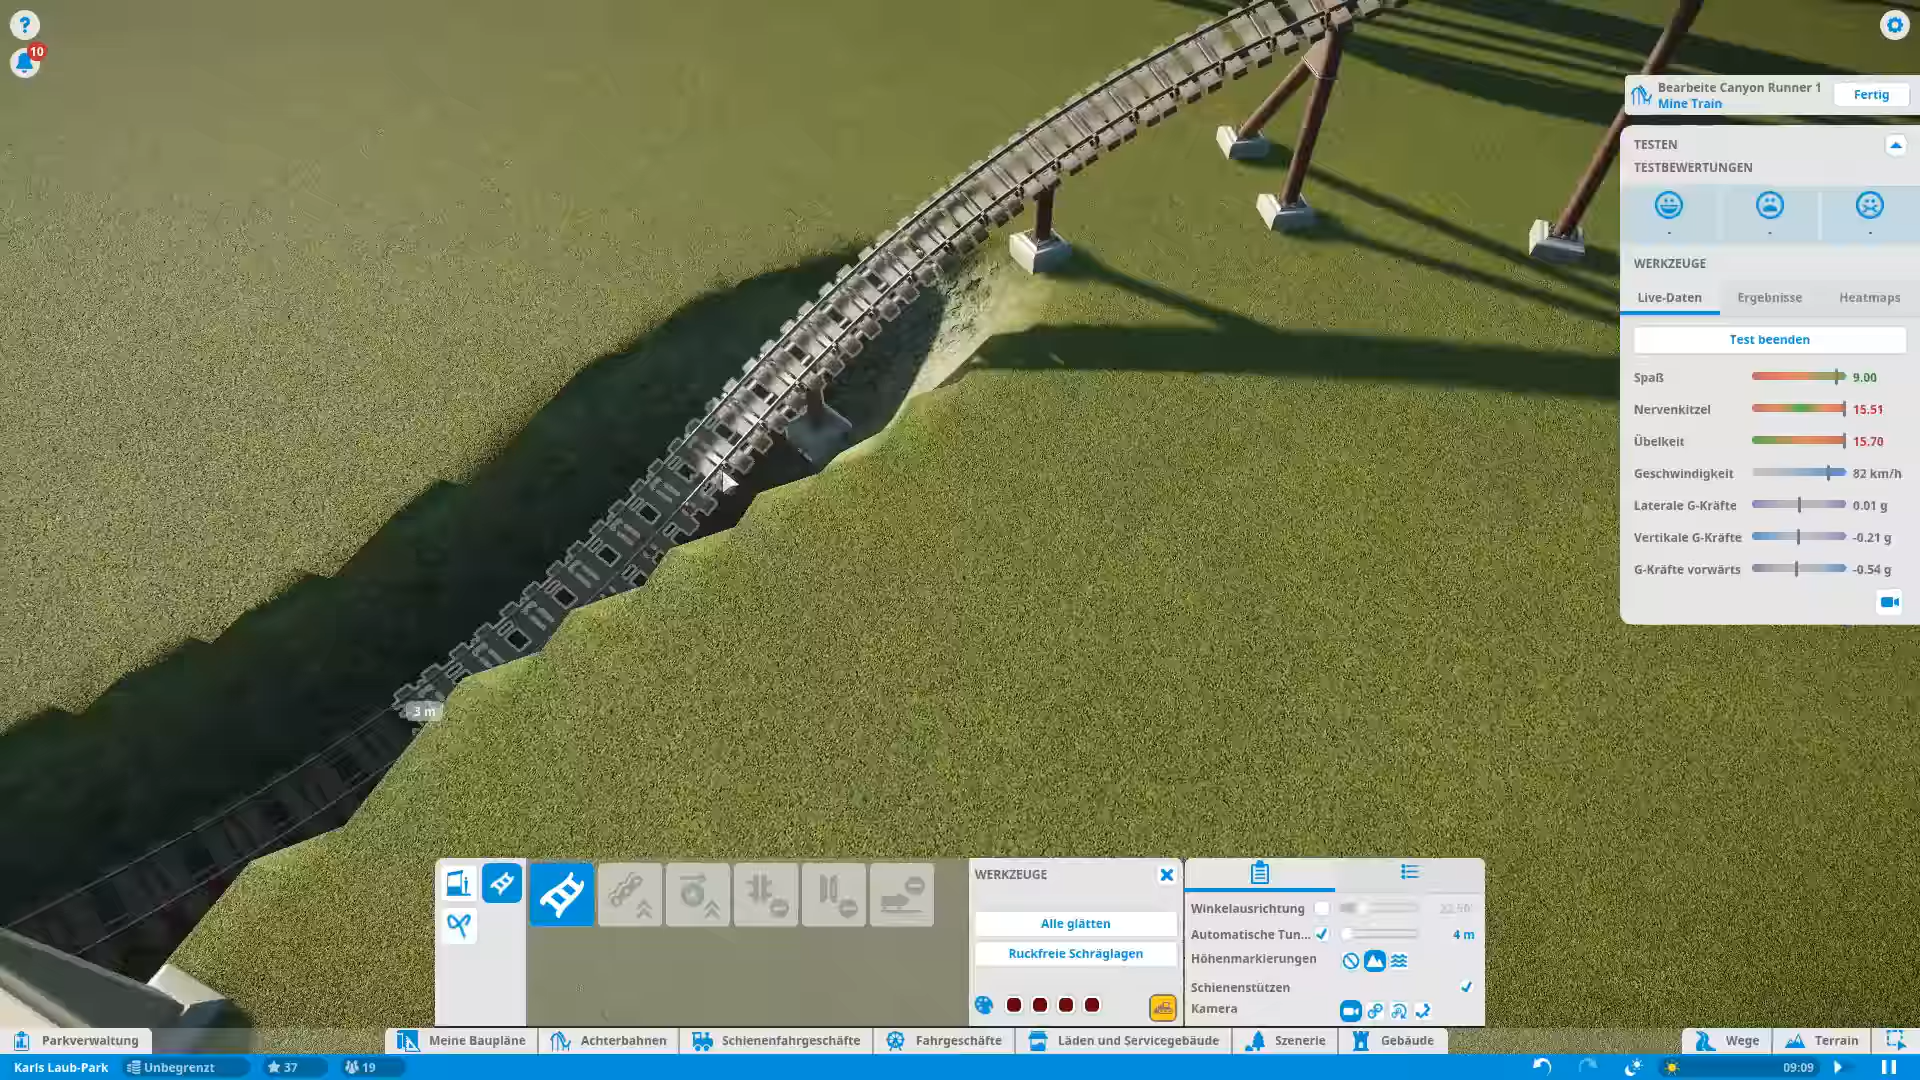 ?
10
Bearbeite Canyon Runner 1
Mine Train
Fertig
TESTEN
TESTBEWERTUNGEN
- - -
WERKZEUGE
Live-Daten Ergebnisse Heatmaps
Test beenden
Spaß 9.00
Nervenkitzel 15.51
Übelkeit 15.70
Geschwindigkeit 82 km/h
Laterale G-Kräfte 0.01 g
Vertikale G-Kräfte -0.21 g
G-Kräfte vorwärts -0.54 g
3 m
WERKZEUGE
Alle glätten
Ruckfreie Schräglagen
Winkelausrichtung
Automatische Tun... 4 m
Höhenmarkierungen
Schienenstützen
Kamera
Parkverwaltung
Meine Baupläne
Achterbahnen
Schienenfahrgeschäfte
Fahrgeschäfte
Läden und Servicegebäude
Szenerie
Gebäude
Wege
Terrain
Karls Laub-Park
Unbegrenzt
37
19
09:09